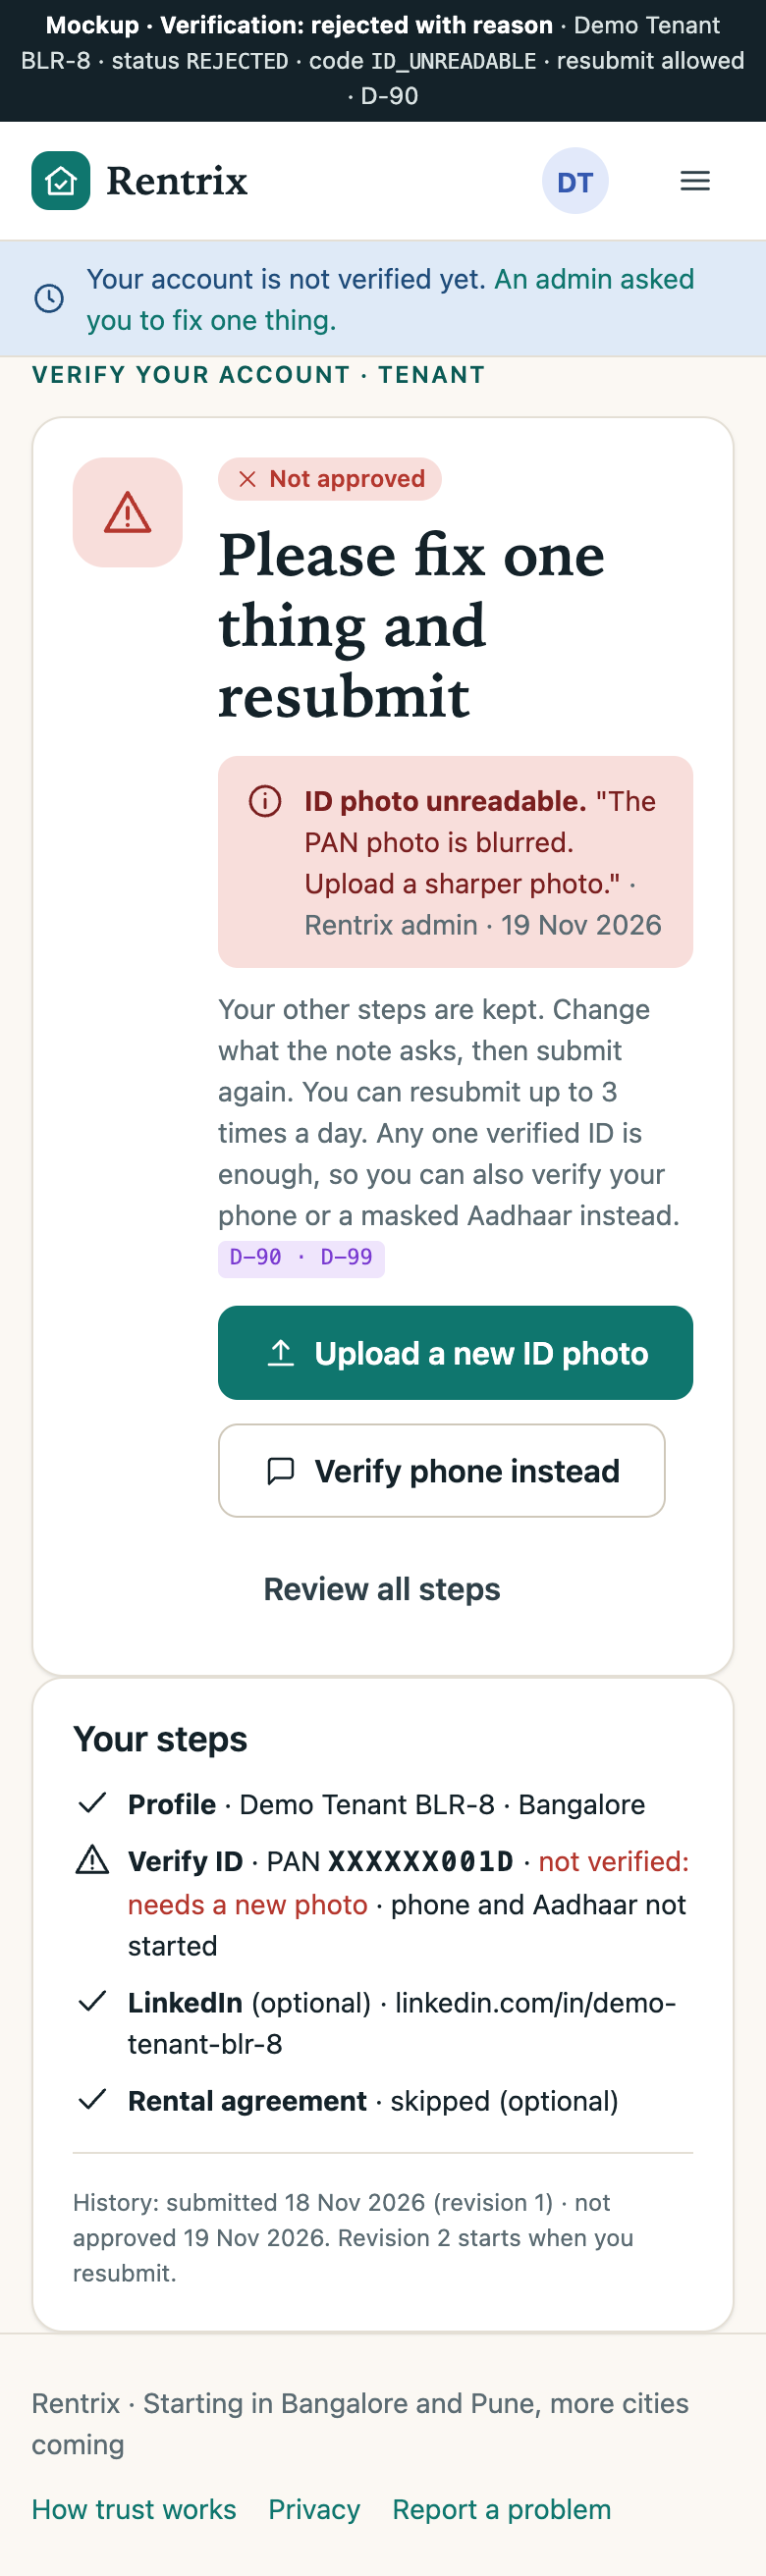 Mockup · Verification: rejected with reason · Demo Tenant
BLR-8 · status REJECTED · code ID_UNREADABLE · resubmit allowed
· D-90
Rentrix
DT
Your account is not verified yet. An admin asked
you to fix one thing.
VERIFY YOUR ACCOUNT · TENANT
Not approved
Please fix one
thing and
resubmit
ID photo unreadable. "The
PAN photo is blurred.
Upload a sharper photo." ·
Rentrix admin · 19 Nov 2026
Your other steps are kept. Change
what the note asks, then submit
again. You can resubmit up to 3
times a day. Any one verified ID is
enough, so you can also verify your
phone or a masked Aadhaar instead.
D-90 · D-99
Upload a new ID photo
Verify phone instead
Review all steps
Your steps
Profile · Demo Tenant BLR-8 · Bangalore
Verify ID · PAN XXXXXX001D · not verified:
needs a new photo · phone and Aadhaar not
started
LinkedIn (optional) · linkedin.com/in/demo-
tenant-blr-8
Rental agreement · skipped (optional)
History: submitted 18 Nov 2026 (revision 1) · not
approved 19 Nov 2026. Revision 2 starts when you
resubmit.
Rentrix · Starting in Bangalore and Pune, more cities
coming
How trust works Privacy Report a problem